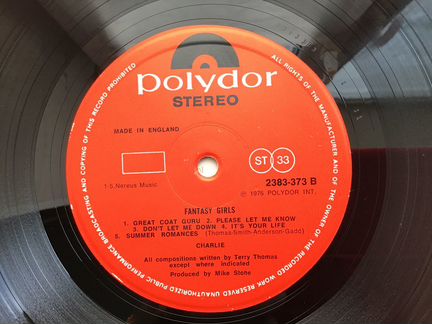 polydor
STEREO
ALL RIGHTS OF THE MANUFACTURER AND OF THE OWNER OF THE RECORDED WORK RESERVED UNAUTHORIZED PUBLIC PERFORMANCE BROADCASTING AND COPYING OF THIS RECORD PROHIBITED
MADE IN ENGLAND
ST 33
1-5. Nereus Music
2383-373 B
℗ 1976 POLYDOR INT.
FANTASY GIRLS
1. GREAT COAT GURU 2. PLEASE LET ME KNOW
3. DON'T LET ME DOWN 4. IT'S YOUR LIFE
5. SUMMER ROMANCES (Thomas-Smith-Anderson-Gadd)
CHARLIE
All compositions written by Terry Thomas
except where indicated
Produced by Mike Stone